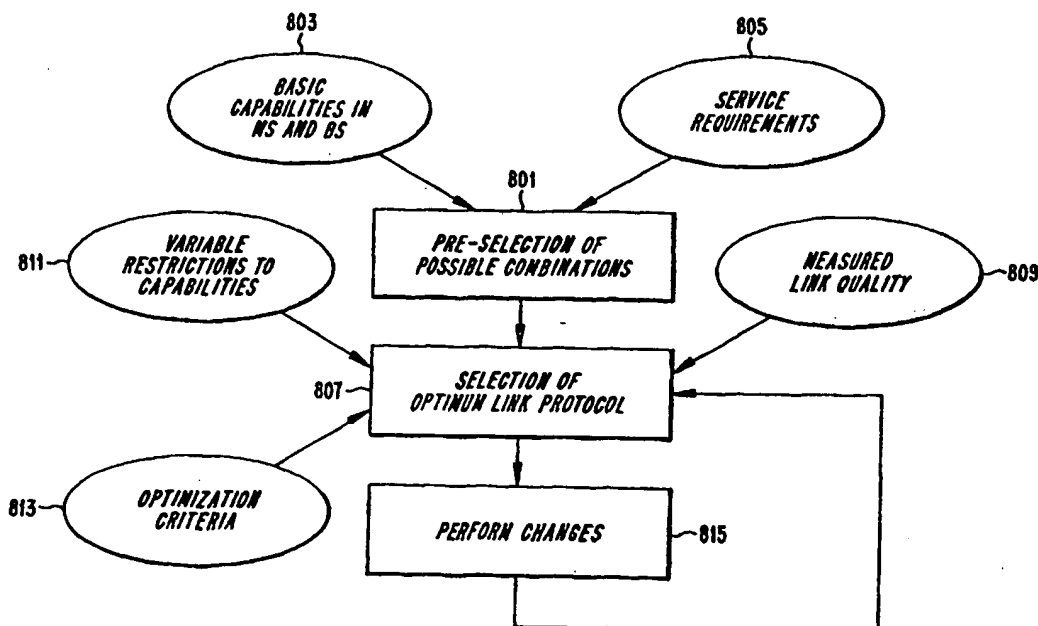 803
805
BASIC
CAPABILITIES IN
MS AND BS
SERVICE
REQUIREMENTS
801
PRE-SELECTION OF
POSSIBLE COMBINATIONS
811
VARIABLE
RESTRICTIONS TO
CAPABILITIES
MEASURED
LINK QUALITY
809
807
SELECTION OF
OPTIMUM LINK PROTOCOL
813
OPTIMIZATION
CRITERIA
PERFORM CHANGES
815